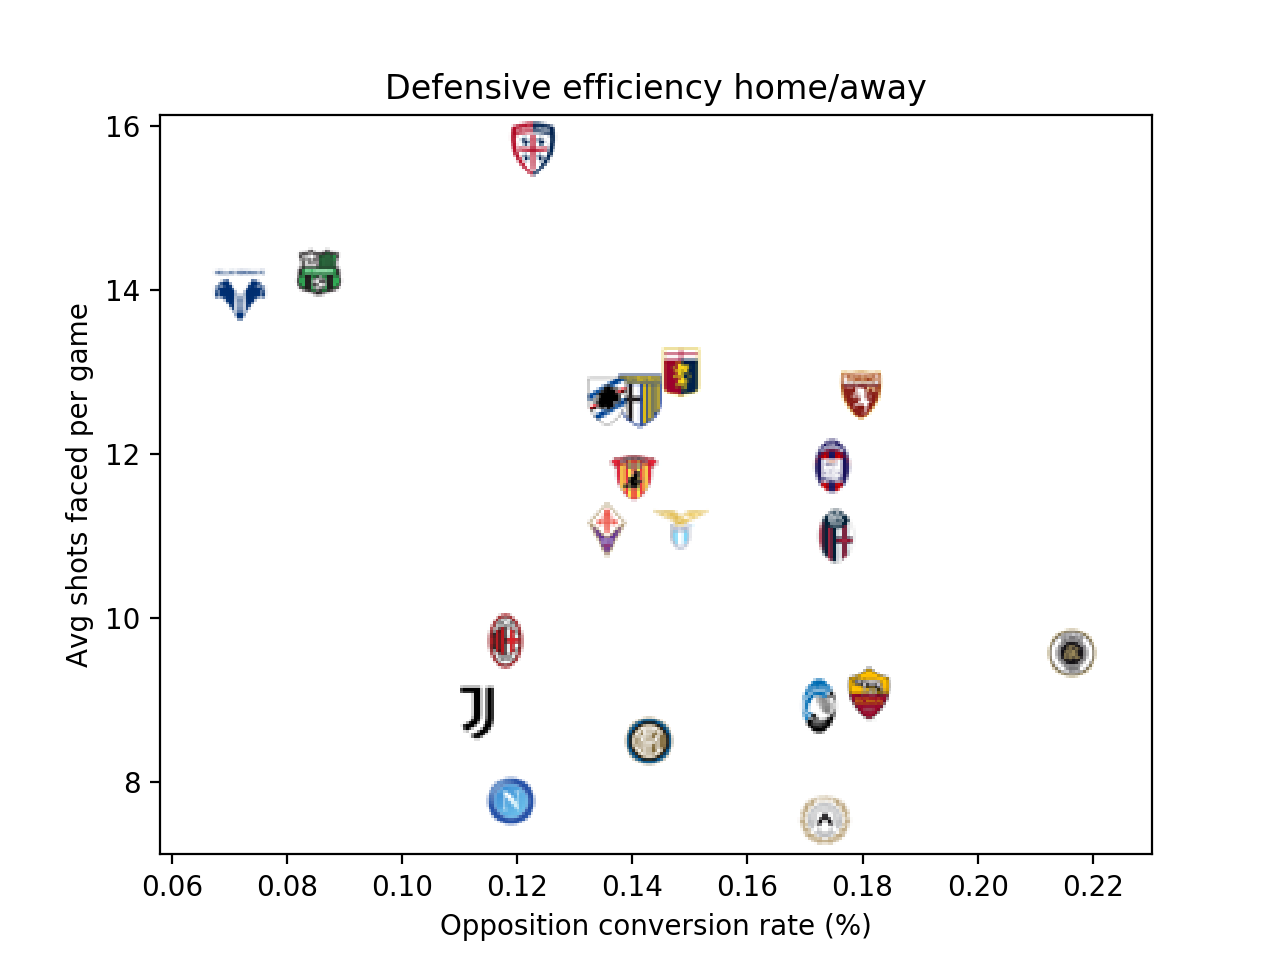 Defensive efficiency home/away
Avg shots faced per game
16
14
12
10
8
0.06 0.08 0.10 0.12 0.14 0.16 0.18 0.20 0.22
Opposition conversion rate (%)